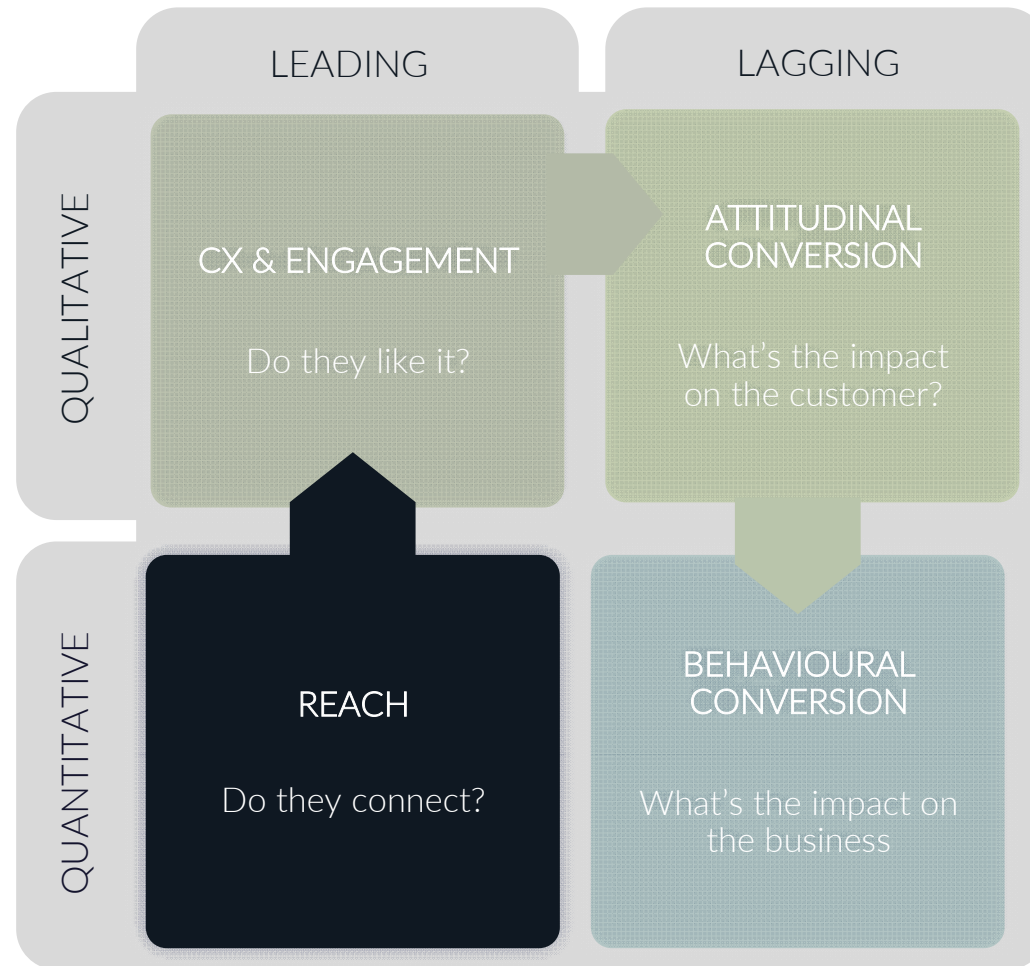 LEADING
LAGGING
QUALITATIVE
CX & ENGAGEMENT
Do they like it?
ATTITUDINAL
CONVERSION
What’s the impact
on the customer?
QUANTITATIVE
REACH
Do they connect?
BEHAVIOURAL
CONVERSION
What’s the impact on
the business